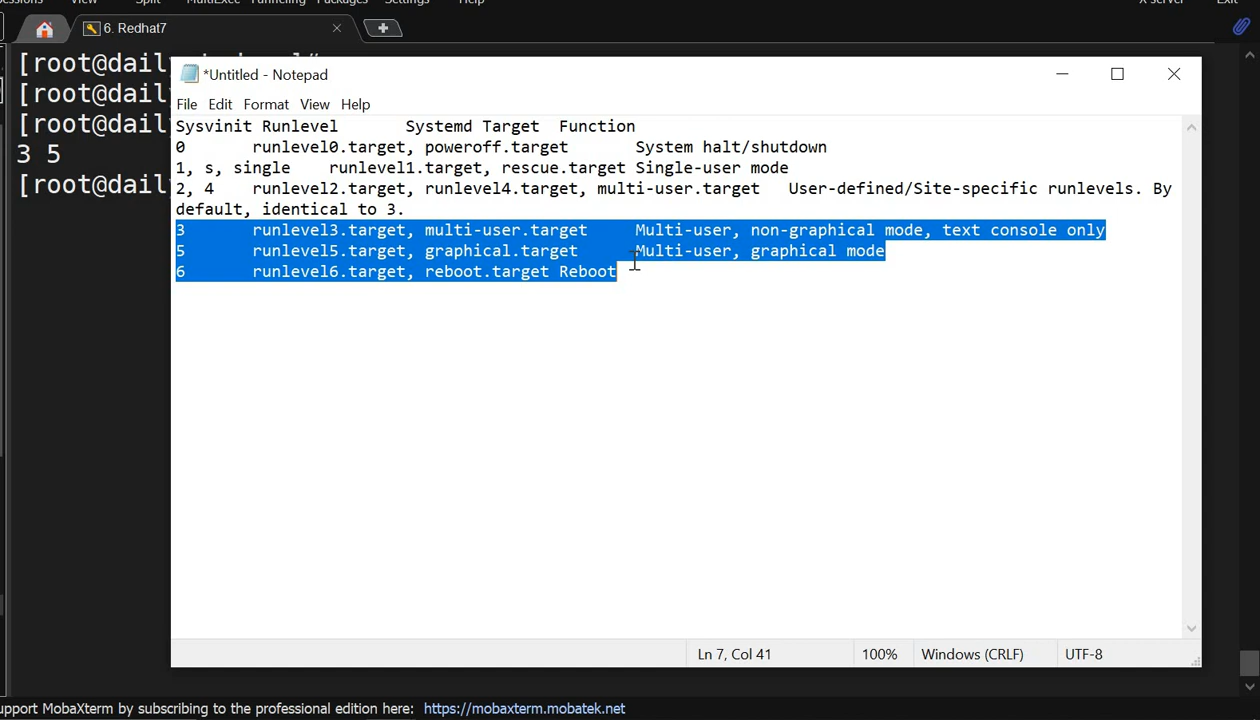 Split
View
Help
Exit
6. Redhat7
[root@dail
[root@dail
[root@dail
3 5
[root@dail
*Untitled - Notepad
File Edit Format View Help
Sysvinit Runlevel Systemd Target Function
0 runlevel0.target, poweroff.target System halt/shutdown
1, s, single runlevel1.target, rescue.target Single-user mode
2, 4 runlevel2.target, runlevel4.target, multi-user.target User-defined/Site-specific runlevels. By
default, identical to 3.
3 runlevel3.target, multi-user.target Multi-user, non-graphical mode, text console only
5 runlevel5.target, graphical.target Multi-user, graphical mode
6 runlevel6.target, reboot.target Reboot
Ln 7, Col 41 100% Windows (CRLF) UTF-8
upport MobaXterm by subscribing to the professional edition here: https://mobaxterm.mobatek.net